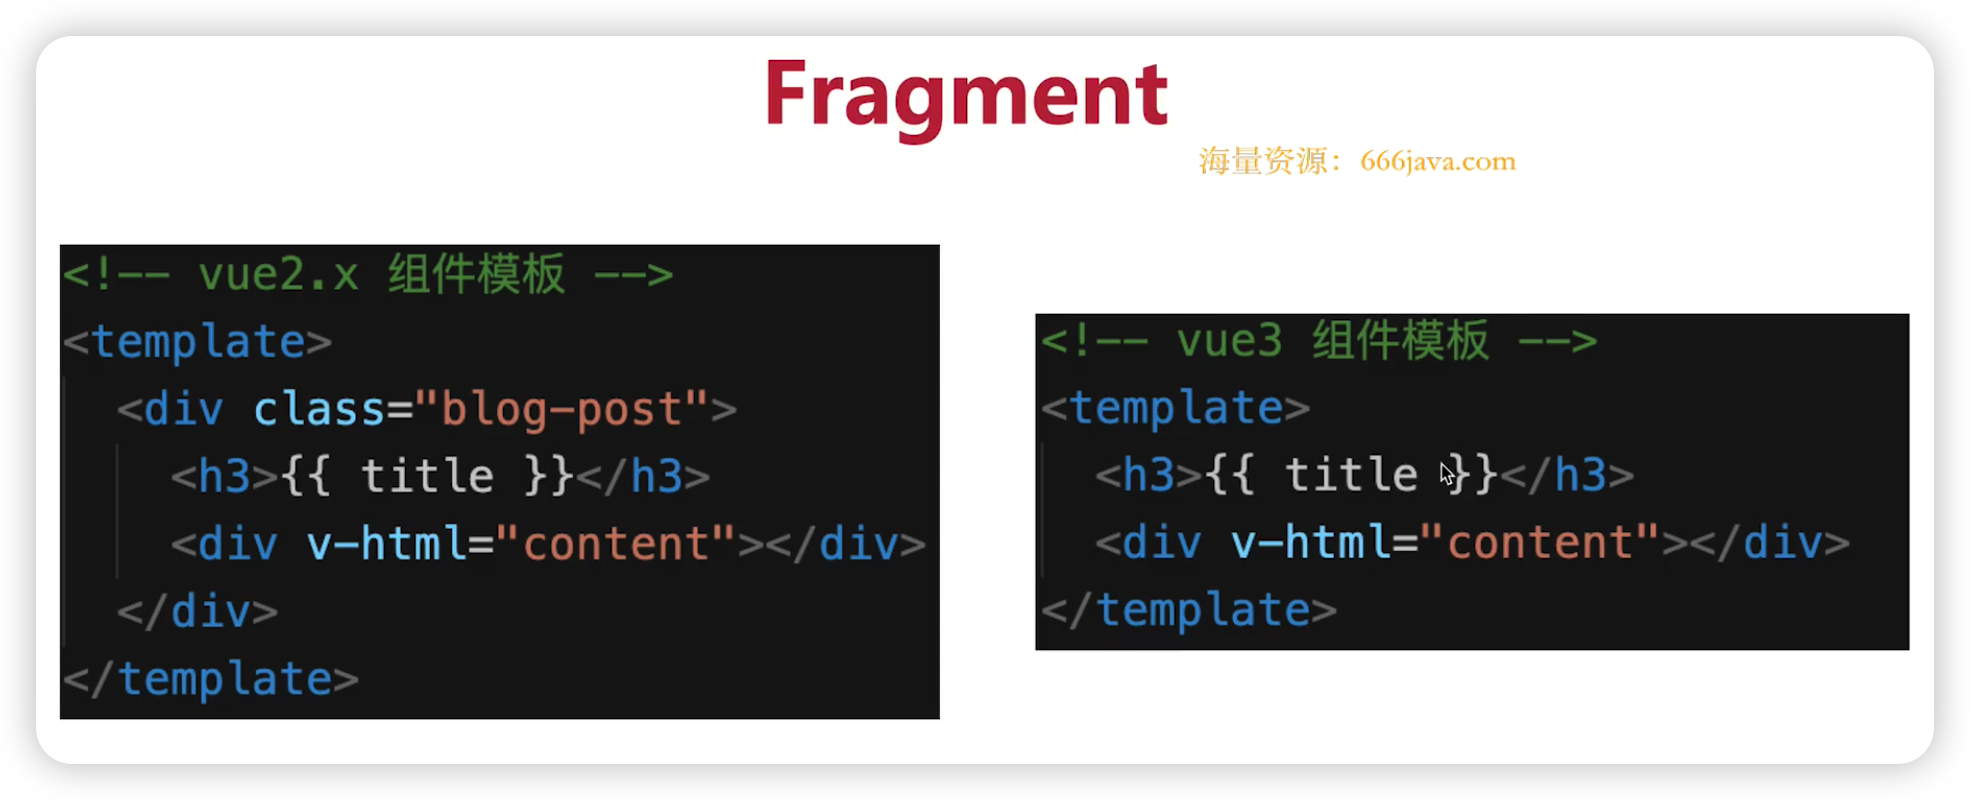 Fragment
海量资源：666java.com
<!-- vue2.x 组件模板 -->
<template>
  <div class="blog-post">
    <h3>{{ title }}</h3>
    <div v-html="content"></div>
  </div>
</template>
<!-- vue3 组件模板 -->
<template>
  <h3>{{ title }}</h3>
  <div v-html="content"></div>
</template>